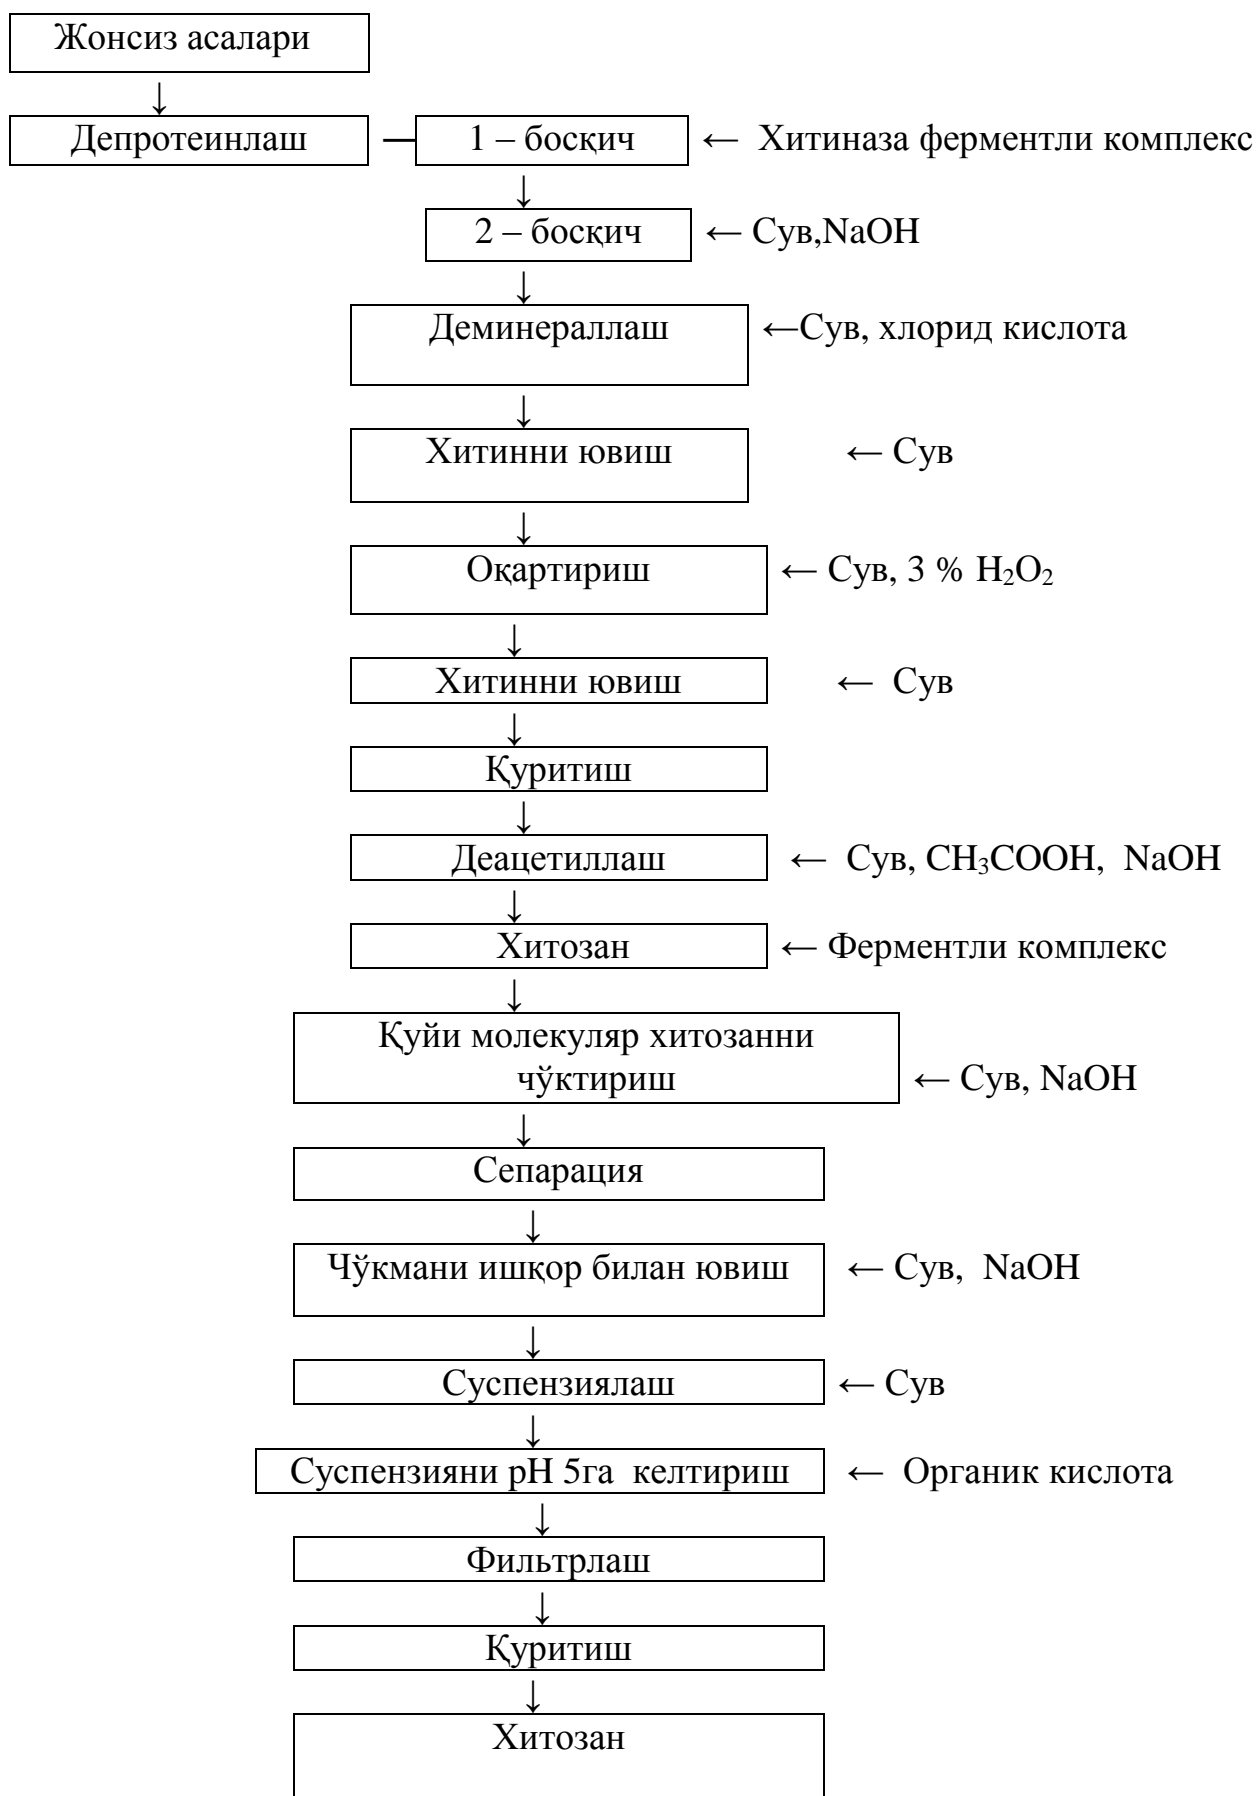 Жонсиз асалари
↓
Депротеинлаш — 1 – босқич ← Хитиназа ферментли комплекс
↓
2 – босқич ← Сув,NaOH
↓
Деминераллаш ←Сув, хлорид кислота
↓
Хитинни ювиш ← Сув
↓
Оқартириш ← Сув, 3 % H₂O₂
↓
Хитинни ювиш ← Сув
↓
Қуритиш
↓
Деацетиллаш ← Сув, CH₃COOH, NaOH
↓
Хитозан ← Ферментли комплекс
↓
Қуйи молекуляр хитозанни
чўктириш ← Сув, NaOH
↓
Сепарация
↓
Чўкмани ишқор билан ювиш ← Сув, NaOH
↓
Суспензиялаш ← Сув
↓
Суспензияни pH 5га келтириш ← Органик кислота
↓
Фильтрлаш
↓
Қуритиш
↓
Хитозан